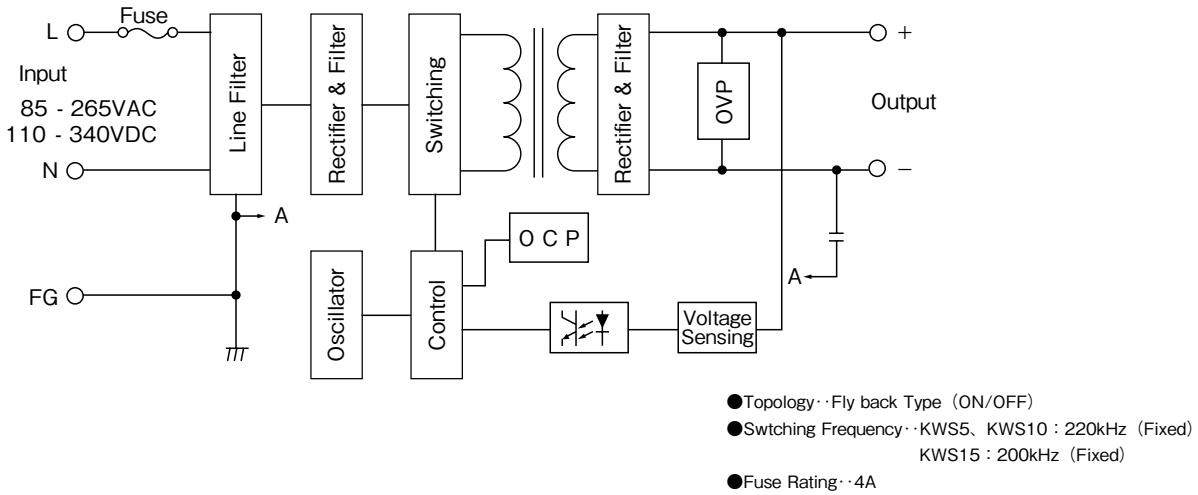 Fuse
L
Input
85 - 265VAC
110 - 340VDC
N
FG
Line Filter
A
Rectifier & Filter
Switching
Rectifier & Filter
OVP
+
Output
−
A
Oscillator
Control
O C P
Voltage
Sensing
●Topology‥Fly back Type（ON/OFF）
●Swtching Frequency‥KWS5、KWS10：220kHz（Fixed）
KWS15：200kHz（Fixed）
●Fuse Rating‥4A